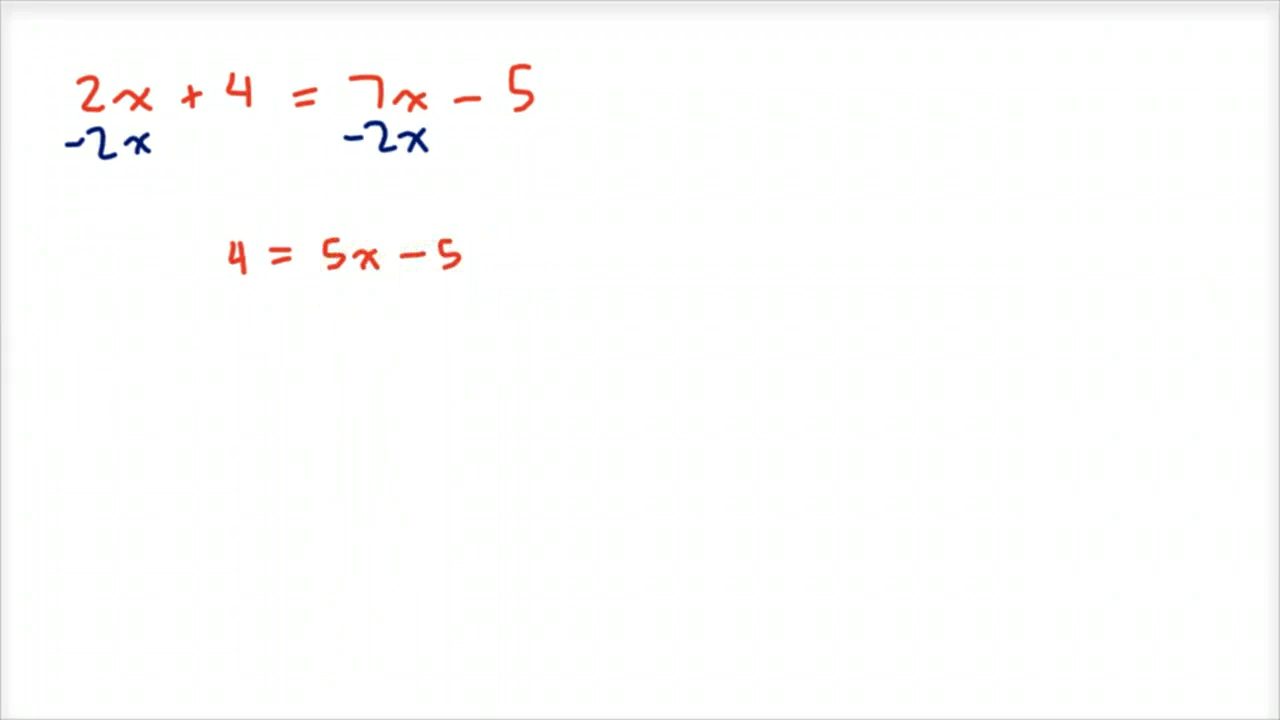 2x + 4 = 7x - 5
-2x -2x
4 = 5x - 5